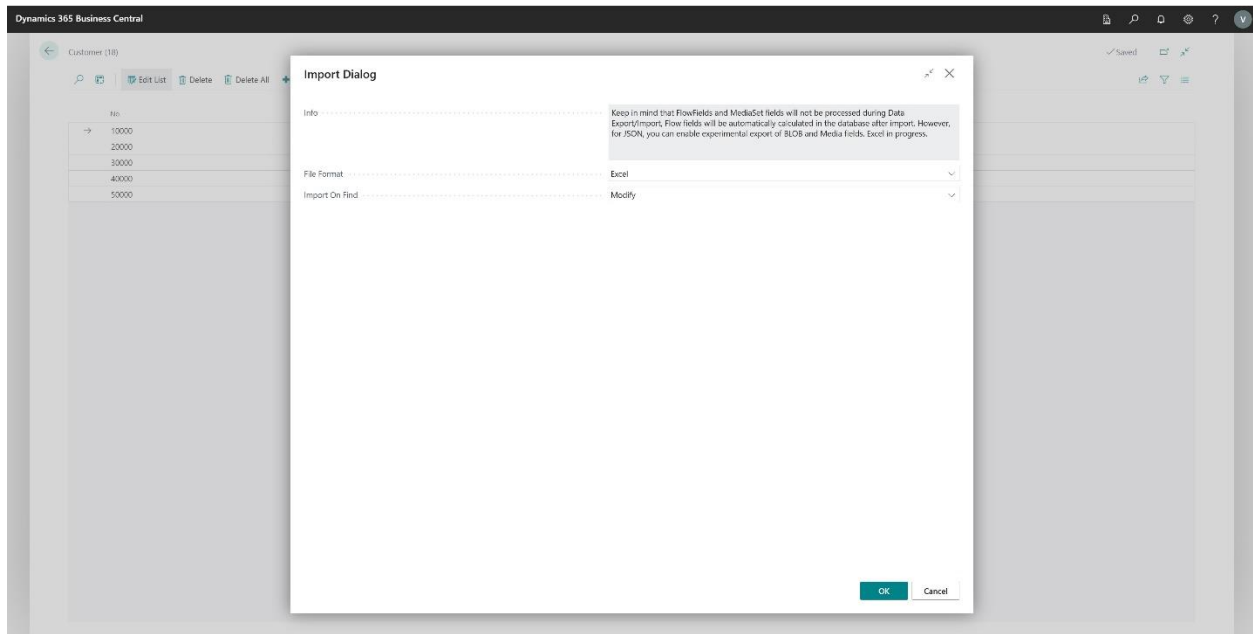 Dynamics 365 Business Central
?
V
Customer (18)
Saved
Edit List Delete Delete All
No.
10000
20000
30000
40000
50000
Import Dialog
Info
Keep in mind that FlowFields and MediaSet fields will not be processed during Data
Export/Import, Flow fields will be automatically calculated in the database after import. However,
for JSON, you can enable experimental export of BLOB and Media fields. Excel in progress.
File Format
Excel
Import On Find
Modify
OK
Cancel